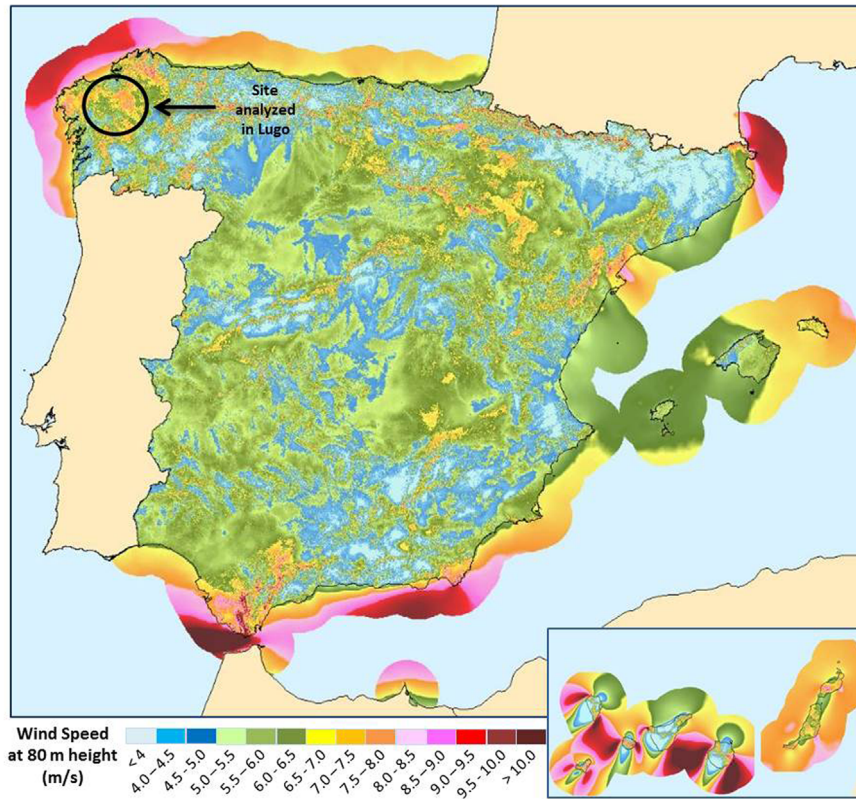 Site
analyzed
in Lugo
Wind Speed
at 80 m height
(m/s)
< 4
4.0 – 4.5
4.5 - 5.0
5.0 – 5.5
5.5 – 6.0
6.0 – 6.5
6.5 – 7.0
7.0 – 7.5
7.5 – 8.0
8.0 - 8.5
8.5 – 9.0
9.0 – 9.5
9.5 - 10.0
> 10.0